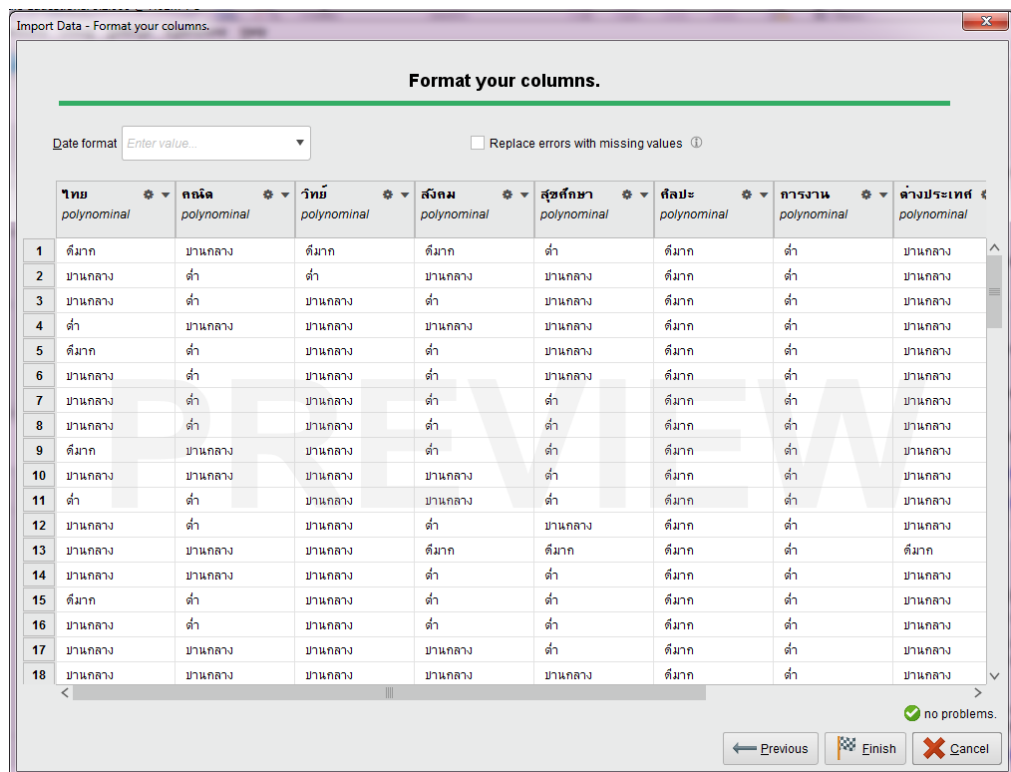 Import Data - Format your columns.
Format your columns.
Date format Enter value... Replace errors with missing values
ไทย คณิต วิทย์ สังคม สุขศึกษา ศิลปะ การงาน ต่างประเทศ
polynominal polynominal polynominal polynominal polynominal polynominal polynominal polynominal
1 ดีมาก ปานกลาง ดีมาก ดีมาก ต่ำ ดีมาก ต่ำ ปานกลาง
2 ปานกลาง ต่ำ ต่ำ ปานกลาง ปานกลาง ดีมาก ต่ำ ปานกลาง
3 ปานกลาง ต่ำ ปานกลาง ต่ำ ปานกลาง ดีมาก ต่ำ ปานกลาง
4 ต่ำ ปานกลาง ปานกลาง ปานกลาง ปานกลาง ดีมาก ต่ำ ปานกลาง
5 ดีมาก ต่ำ ปานกลาง ต่ำ ปานกลาง ดีมาก ต่ำ ปานกลาง
6 ปานกลาง ต่ำ ปานกลาง ต่ำ ปานกลาง ดีมาก ต่ำ ปานกลาง
7 ปานกลาง ต่ำ ปานกลาง ต่ำ ต่ำ ดีมาก ต่ำ ปานกลาง
8 ปานกลาง ต่ำ ปานกลาง ต่ำ ต่ำ ดีมาก ต่ำ ปานกลาง
9 ดีมาก ปานกลาง ปานกลาง ต่ำ ต่ำ ดีมาก ต่ำ ปานกลาง
10 ปานกลาง ปานกลาง ปานกลาง ปานกลาง ต่ำ ดีมาก ต่ำ ปานกลาง
11 ต่ำ ต่ำ ปานกลาง ปานกลาง ต่ำ ดีมาก ต่ำ ปานกลาง
12 ปานกลาง ต่ำ ปานกลาง ต่ำ ปานกลาง ดีมาก ต่ำ ปานกลาง
13 ปานกลาง ปานกลาง ปานกลาง ดีมาก ดีมาก ดีมาก ต่ำ ดีมาก
14 ปานกลาง ปานกลาง ปานกลาง ต่ำ ต่ำ ดีมาก ต่ำ ปานกลาง
15 ดีมาก ต่ำ ปานกลาง ต่ำ ต่ำ ดีมาก ต่ำ ปานกลาง
16 ปานกลาง ต่ำ ปานกลาง ต่ำ ต่ำ ดีมาก ต่ำ ปานกลาง
17 ปานกลาง ปานกลาง ปานกลาง ปานกลาง ต่ำ ดีมาก ต่ำ ปานกลาง
18 ปานกลาง ปานกลาง ปานกลาง ปานกลาง ปานกลาง ดีมาก ต่ำ ปานกลาง
PREVIEW
no problems.
Previous Finish Cancel